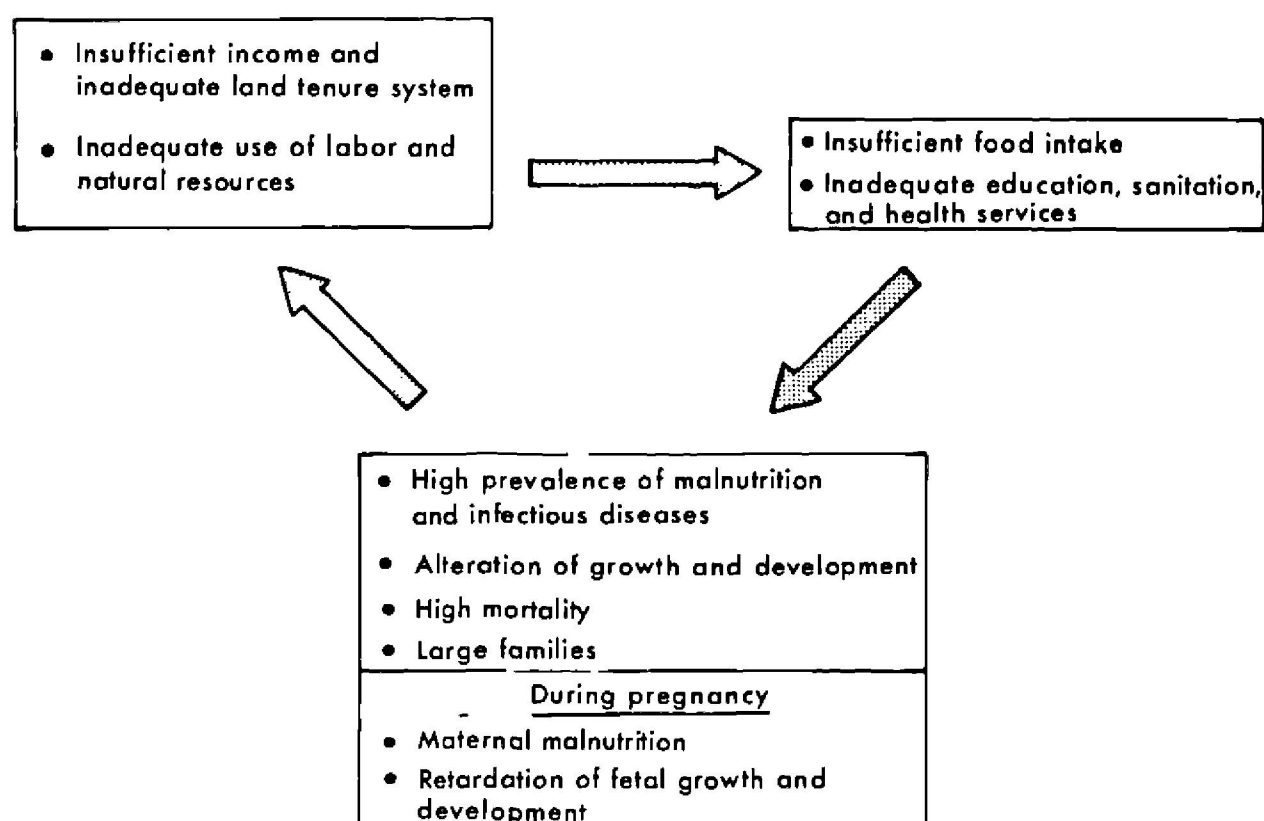 • Insufficient income and
inadequate land tenure system
• Inadequate use of labor and
natural resources
• Insufficient food intake
• Inadequate education, sanitation,
and health services
• High prevalence of malnutrition
and infectious diseases
• Alteration of growth and development
• High mortality
• Large families
During pregnancy
• Maternal malnutrition
• Retardation of fetal growth and
development